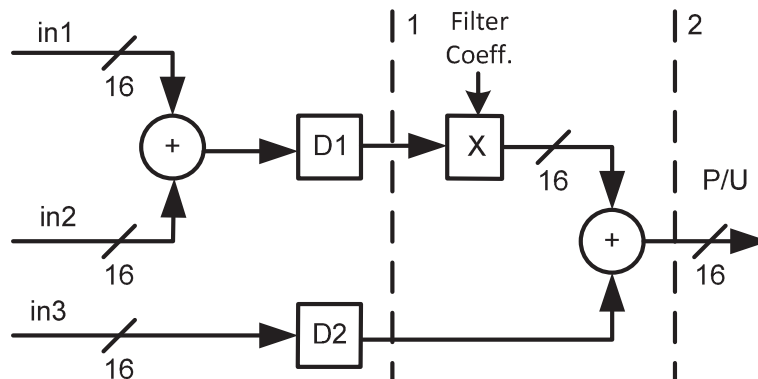 in1
16
1
Filter
Coeff.
2
+
D1
X
16
P/U
in2
16
+
16
in3
16
D2